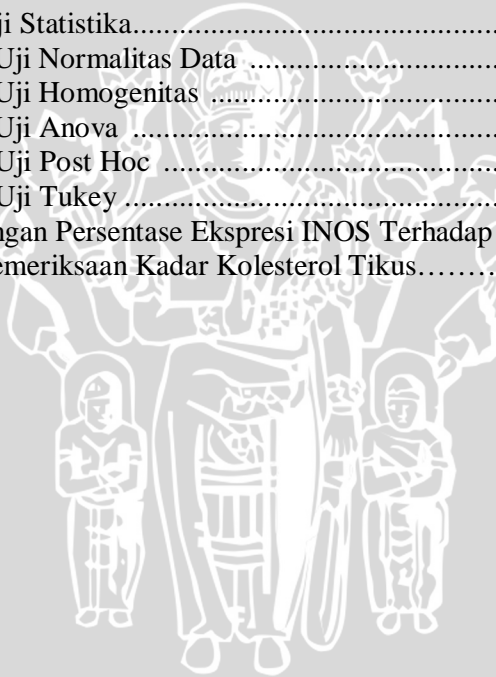 ji Statistika..........................................................
Uji Normalitas Data ........................................
Uji Homogenitas .............................................
Uji Anova ........................................................
Uji Post Hoc ...................................................
Uji Tukey ........................................................
ngan Persentase Ekspresi INOS Terhadap
emeriksaan Kadar Kolesterol Tikus………